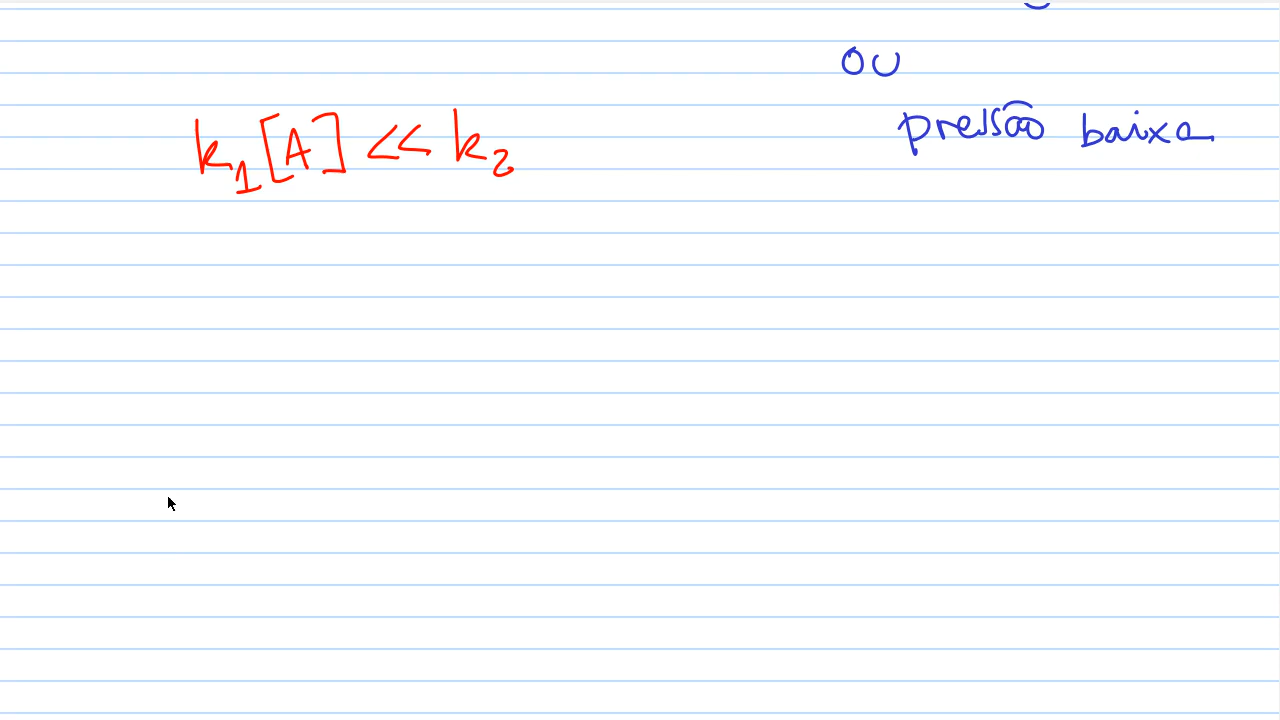 ou
pressão baixa
k₁[A] << k₂